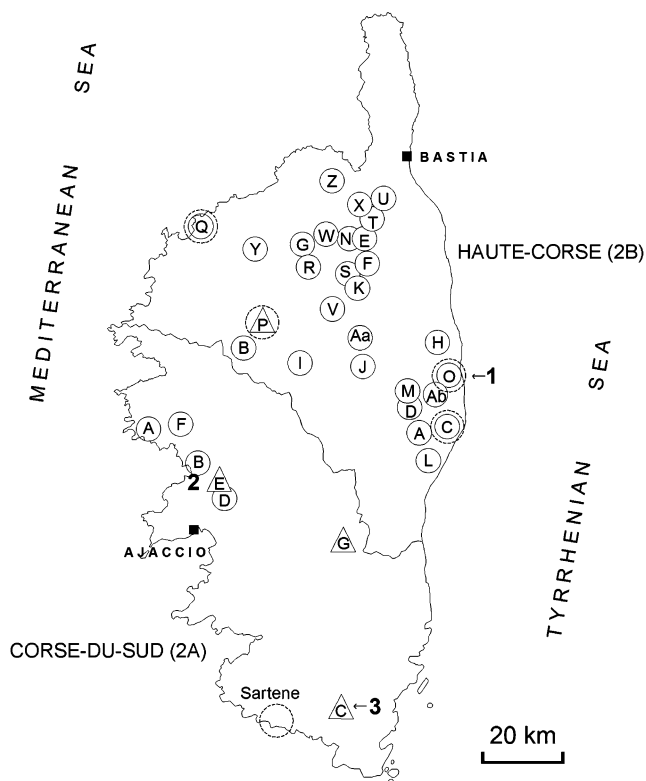 MEDITERRANEAN SEA
BASTIA
Z
U
X
T
Q
W
N
E
G
Y
HAUTE-CORSE (2B)
F
R
S
K
V
P
Aa
H
B
I
J
O
←1
M
Ab
D
A
F
C
A
B
L
2
E
D
AJACCIO
G
TYRRHENIAN SEA
CORSE-DU-SUD (2A)
Sartene
C
←3
20 km